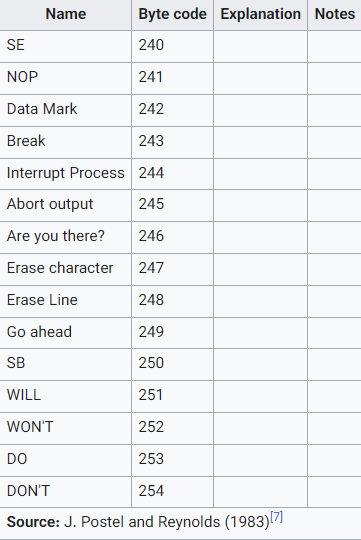 Name Byte code Explanation Notes
SE 240
NOP 241
Data Mark 242
Break 243
Interrupt Process 244
Abort output 245
Are you there? 246
Erase character 247
Erase Line 248
Go ahead 249
SB 250
WILL 251
WON'T 252
DO 253
DON'T 254
Source: J. Postel and Reynolds (1983)[7]